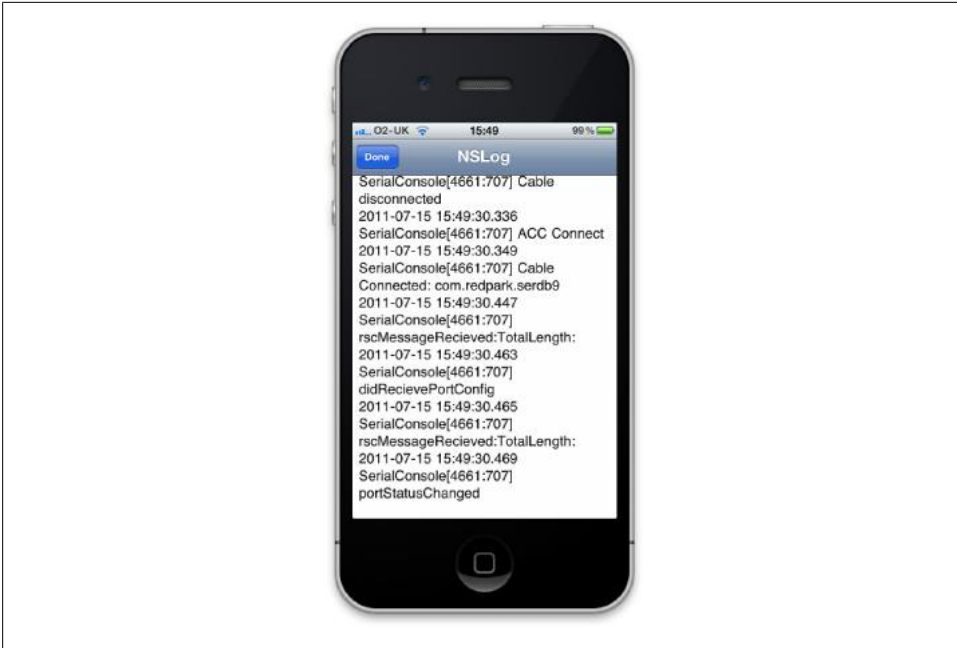 O2-UK 15:49 99%
Done NSLog
SerialConsole[4661:707] Cable
disconnected
2011-07-15 15:49:30.336
SerialConsole[4661:707] ACC Connect
2011-07-15 15:49:30.349
SerialConsole[4661:707] Cable
Connected: com.redpark.serdb9
2011-07-15 15:49:30.447
SerialConsole[4661:707]
rscMessageRecieved:TotalLength:
2011-07-15 15:49:30.463
SerialConsole[4661:707]
didRecievePortConfig
2011-07-15 15:49:30.465
SerialConsole[4661:707]
rscMessageRecieved:TotalLength:
2011-07-15 15:49:30.469
SerialConsole[4661:707]
portStatusChanged